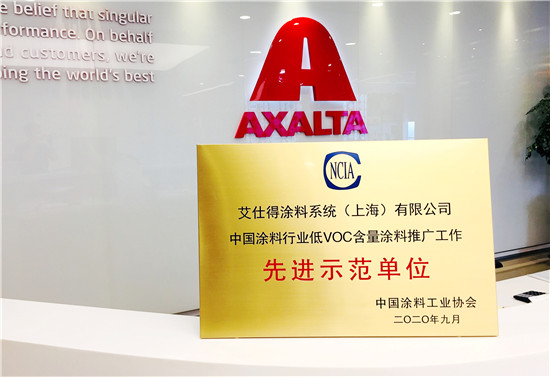 e belief that singular
formance. On behalf
d customers, we're
ping the world's best
AXALTA
NCIA
艾仕得涂料系统（上海）有限公司
中国涂料行业低VOC含量涂料推广工作
先进示范单位
中国涂料工业协会
二〇二〇年九月